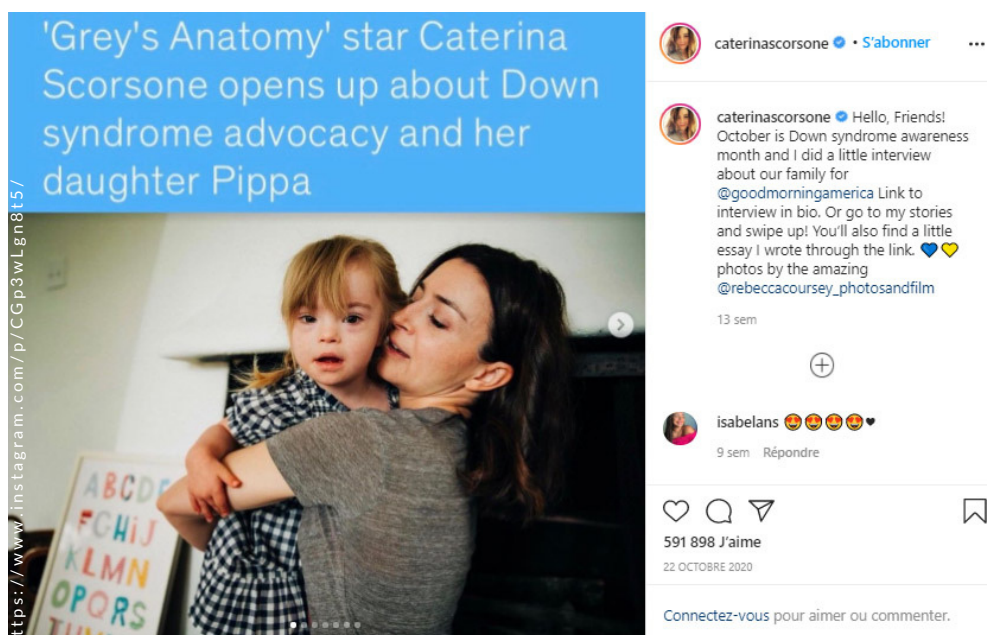 'Grey's Anatomy' star Caterina
Scorsone opens up about Down
syndrome advocacy and her
daughter Pippa
ttps://www.instagram.com/p/CGp3wLgn8t5/
ABCDE
FGHiJ
KLMN
OPQRS
TUVW
caterinascorsone • S'abonner
caterinascorsone Hello, Friends!
October is Down syndrome awareness
month and I did a little interview
about our family for
@goodmorningamerica Link to
interview in bio. Or go to my stories
and swipe up! You'll also find a little
essay I wrote through the link. 💙💛
photos by the amazing
@rebeccacoursey_photosandfilm
13 sem
isabelans 😍😍😍😍♥
9 sem Répondre
591 898 J'aime
22 OCTOBRE 2020
Connectez-vous pour aimer ou commenter.